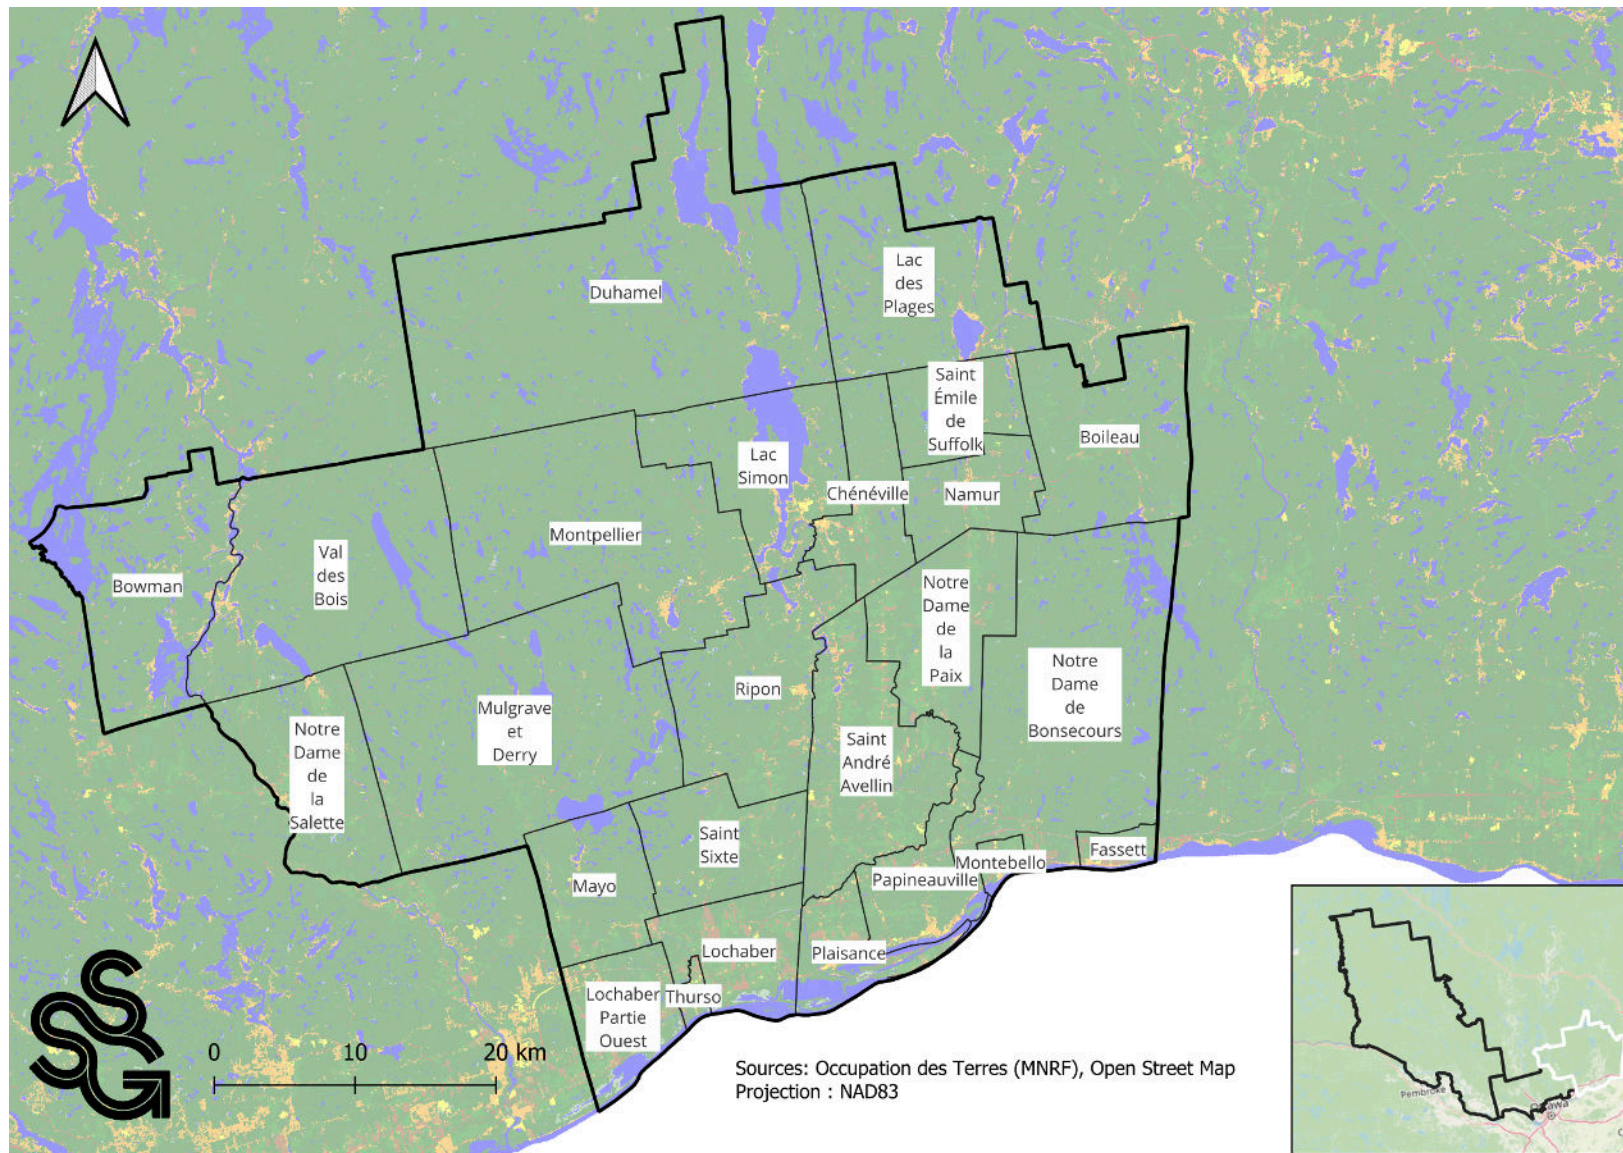 Duhamel
Lac
des
Plages
Saint
Émile
de
Suffolk
Boileau
Lac
Simon
Chénéville
Namur
Montpellier
Val
des
Bois
Bowman
Notre
Dame
de
la
Paix
Notre
Dame
de
Bonsecours
Ripon
Mulgrave
et
Derry
Notre
Dame
de
la
Salette
Saint
André
Avellin
Saint
Sixte
Mayo
Montebello
Fassett
Papineauville
Lochaber
Plaisance
Lochaber
Partie
Ouest
Thurso
SSG
0 10 20 km
Sources: Occupation des Terres (MNRF), Open Street Map
Projection : NAD83
Pembroke
Ottawa